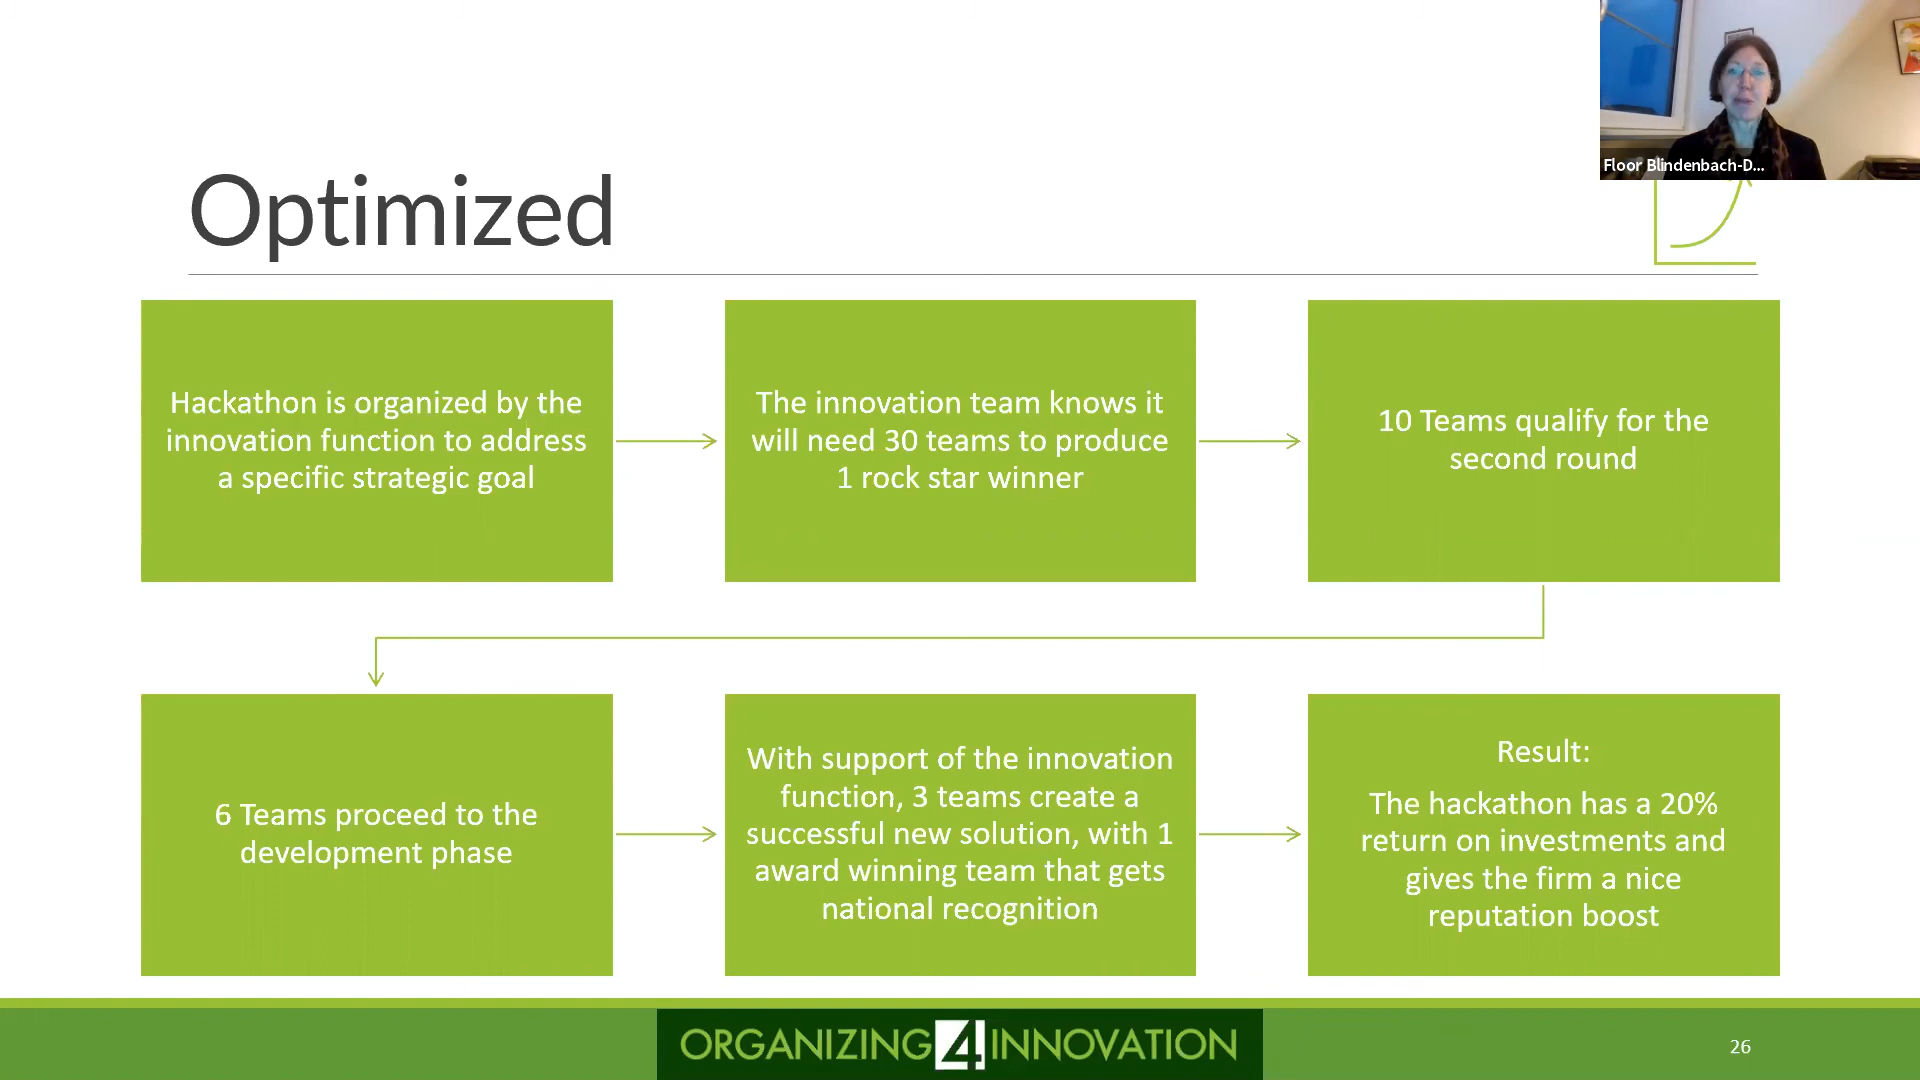 Floor Blindenbach-D...
Optimized
Hackathon is organized by the
innovation function to address
a specific strategic goal
The innovation team knows it
will need 30 teams to produce
1 rock star winner
10 Teams qualify for the
second round
6 Teams proceed to the
development phase
With support of the innovation
function, 3 teams create a
successful new solution, with 1
award winning team that gets
national recognition
Result:
The hackathon has a 20%
return on investments and
gives the firm a nice
reputation boost
ORGANIZING4INNOVATION
26